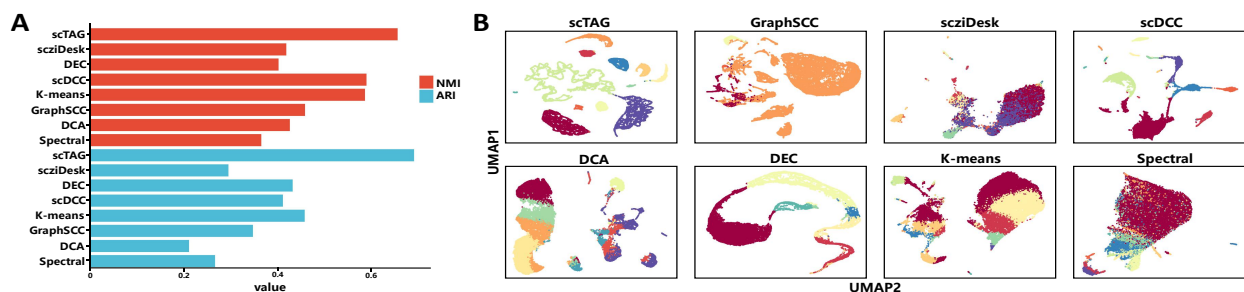 A
scTAG
scziDesk
DEC
scDCC
K-means
GraphSCC
DCA
Spectral
scTAG
scziDesk
DEC
scDCC
K-means
GraphSCC
DCA
Spectral
0
0.2
0.4
0.6
value
NMI
ARI
B
scTAG
GraphSCC
scziDesk
scDCC
DCA
DEC
K-means
Spectral
UMAP1
UMAP2